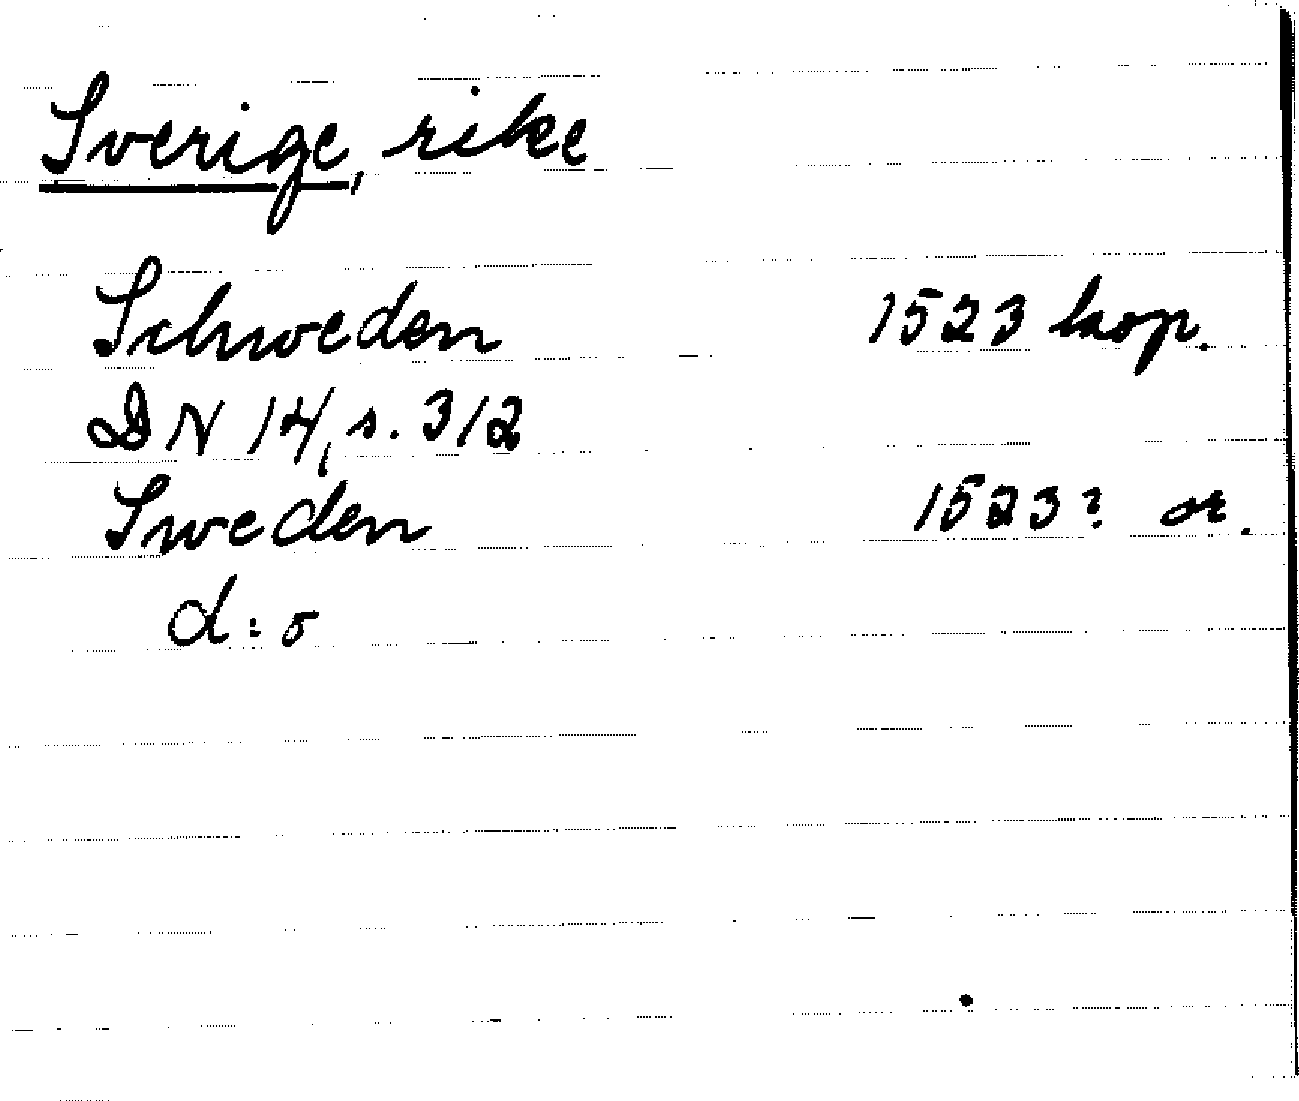 Sverige, rike
Schweden 1523 kop.
DN 14, s. 312
Sweden 1523? or.
d:o